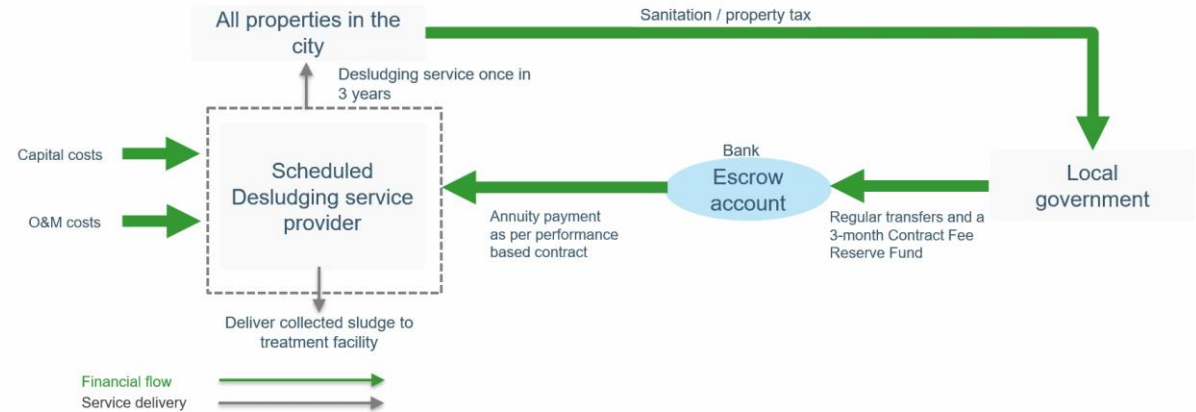 Sanitation / property tax
All properties in the
city
Desludging service once in
3 years
Capital costs
O&M costs
Scheduled
Desludging service
provider
Annuity payment
as per performance
based contract
Bank
Escrow
account
Regular transfers and a
3-month Contract Fee
Reserve Fund
Local
government
Deliver collected sludge to
treatment facility
Financial flow
Service delivery